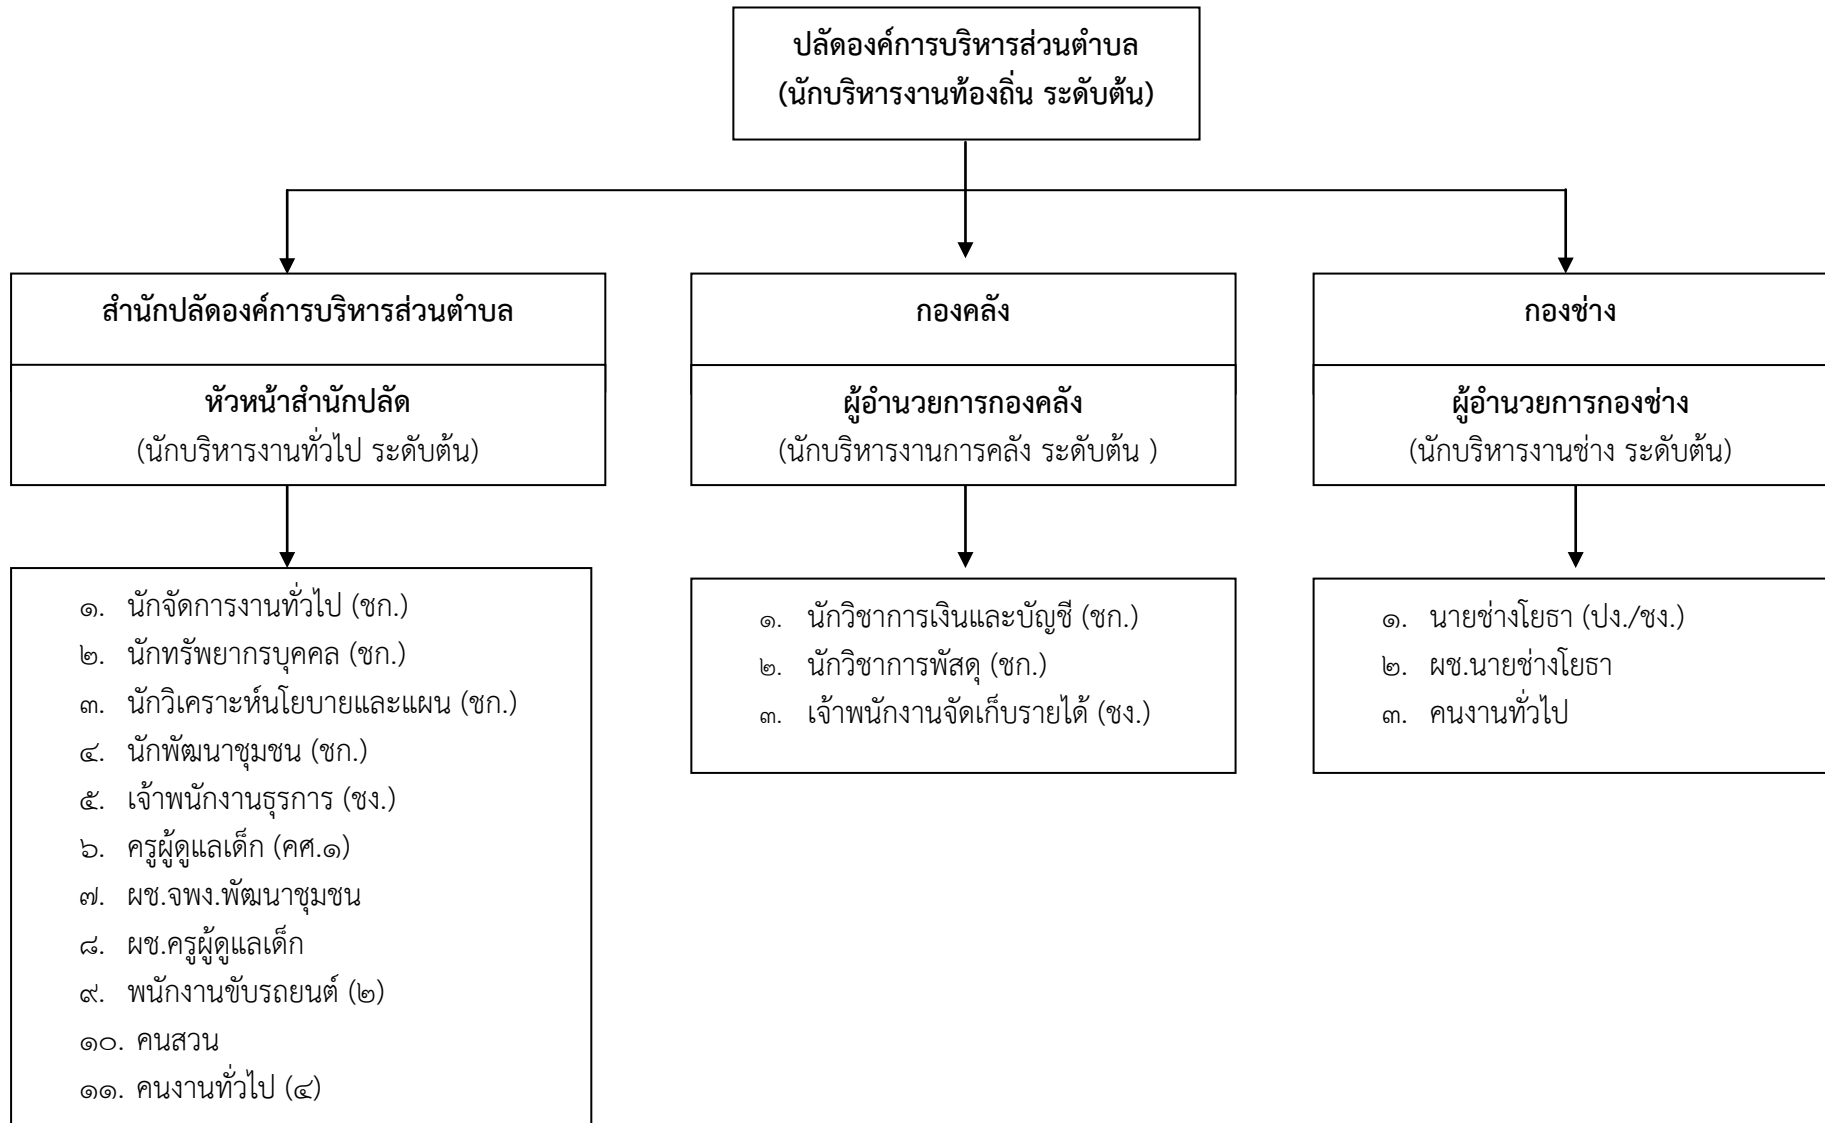 ปลัดองค์การบริหารส่วนตำบล
(นักบริหารงานท้องถิ่น ระดับต้น)
สำนักปลัดองค์การบริหารส่วนตำบล
หัวหน้าสำนักปลัด
(นักบริหารงานทั่วไป ระดับต้น)
๑. นักจัดการงานทั่วไป (ชก.)
๒. นักทรัพยากรบุคคล (ชก.)
๓. นักวิเคราะห์นโยบายและแผน (ชก.)
๔. นักพัฒนาชุมชน (ชก.)
๕. เจ้าพนักงานธุรการ (ชง.)
๖. ครูผู้ดูแลเด็ก (คศ.๑)
๗. ผช.จพง.พัฒนาชุมชน
๘. ผช.ครูผู้ดูแลเด็ก
๙. พนักงานขับรถยนต์ (๒)
๑๐. คนสวน
๑๑. คนงานทั่วไป (๔)
กองคลัง
ผู้อำนวยการกองคลัง
(นักบริหารงานการคลัง ระดับต้น )
๑. นักวิชาการเงินและบัญชี (ชก.)
๒. นักวิชาการพัสดุ (ชก.)
๓. เจ้าพนักงานจัดเก็บรายได้ (ชง.)
กองช่าง
ผู้อำนวยการกองช่าง
(นักบริหารงานช่าง ระดับต้น)
๑. นายช่างโยธา (ปง./ชง.)
๒. ผช.นายช่างโยธา
๓. คนงานทั่วไป